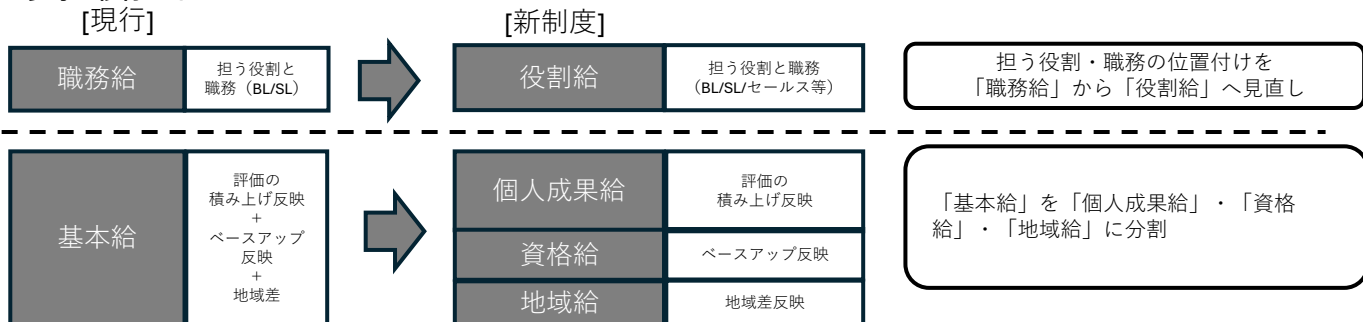 [現行]
[新制度]
職務給
担う役割と
職務（BL/SL）
役割給
担う役割と職務
（BL/SL/セールス等）
担う役割・職務の位置付けを
「職務給」から「役割給」へ見直し
基本給
評価の
積み上げ反映
+
ベースアップ
反映
+
地域差
個人成果給
評価の
積み上げ反映
資格給
ベースアップ反映
地域給
地域差反映
「基本給」を「個人成果給」・「資格
給」・「地域給」に分割